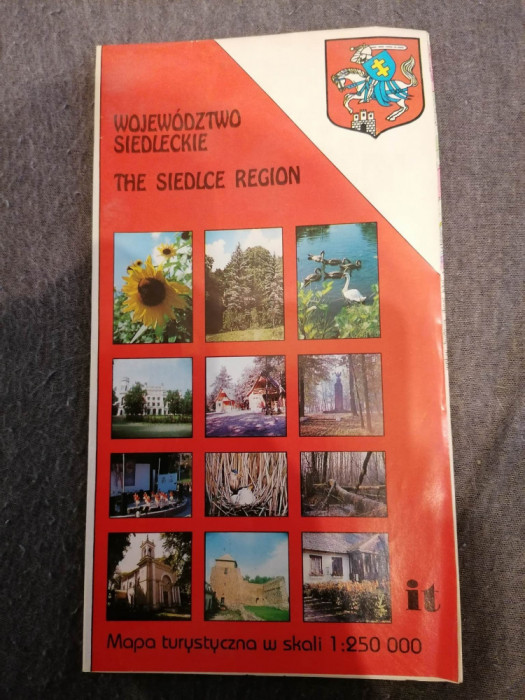 WOJEWÓDZTWO
SIEDLECKIE
THE SIEDLCE REGION
it
Mapa turystyczna w skali 1:250 000